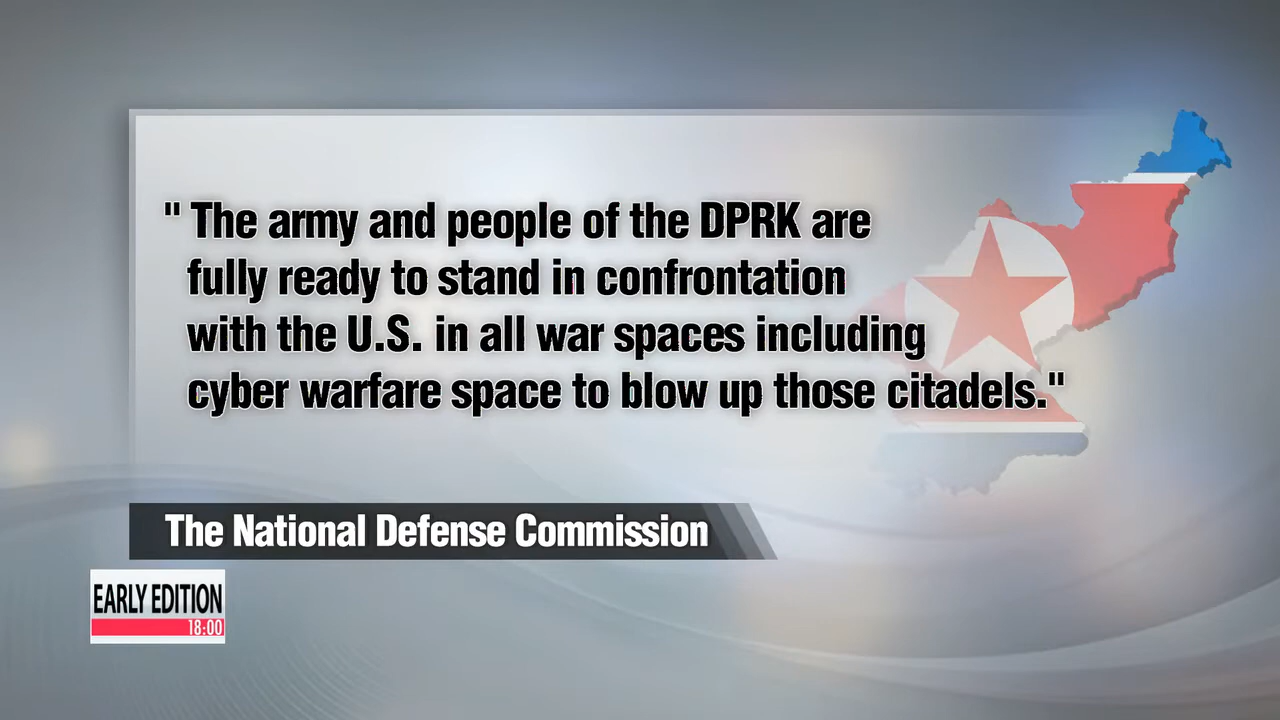 " The army and people of the DPRK are
fully ready to stand in confrontation
with the U.S. in all war spaces including
cyber warfare space to blow up those citadels."
The National Defense Commission
EARLY EDITION
18:00